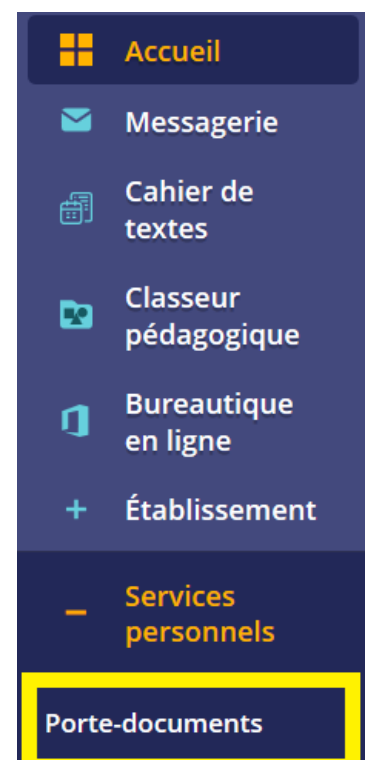 Accueil
Messagerie
Cahier de
textes
Classeur
pédagogique
Bureautique
en ligne
+ Établissement
– Services
personnels
Porte-documents